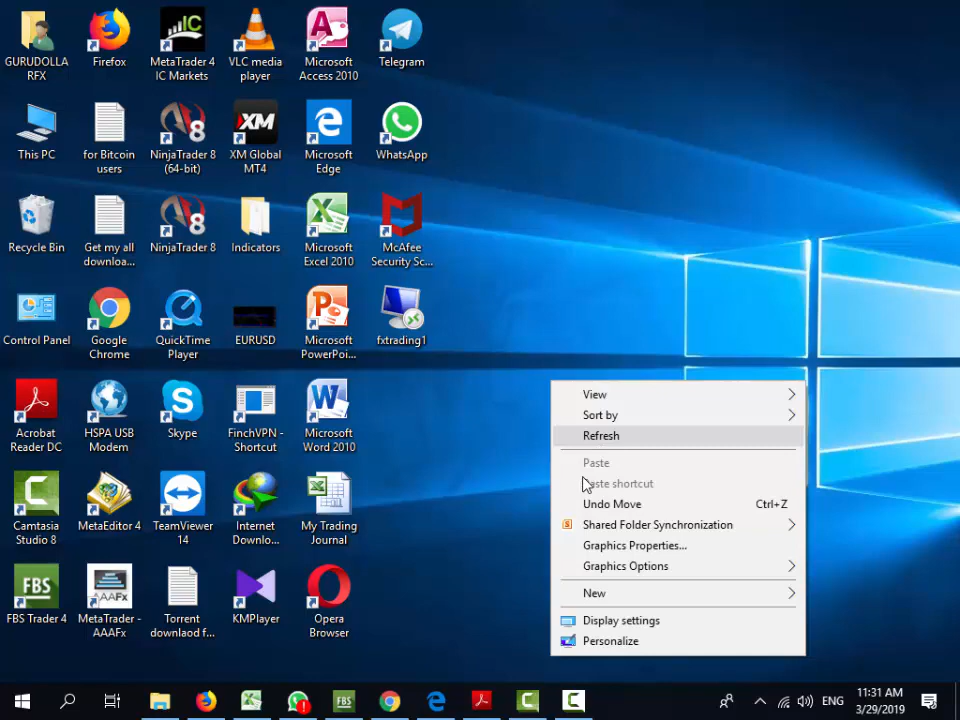 GURUDOLLA
RFX
Firefox
MetaTrader 4
IC Markets
VLC media
player
Microsoft
Access 2010
Telegram
This PC
for Bitcoin
users
NinjaTrader 8
(64-bit)
XM Global
MT4
Microsoft
Edge
WhatsApp
Recycle Bin
Get my all
downloa...
NinjaTrader 8
Indicators
Microsoft
Excel 2010
McAfee
Security Sc...
Control Panel
Google
Chrome
QuickTime
Player
EURUSD
Microsoft
PowerPoi...
fxtrading1
Acrobat
Reader DC
HSPA USB
Modem
Skype
FinchVPN -
Shortcut
Microsoft
Word 2010
Camtasia
Studio 8
MetaEditor 4
TeamViewer
14
Internet
Downlo...
My Trading
Journal
FBS Trader 4
MetaTrader -
AAAFx
Torrent
downlaod f...
KMPlayer
Opera
Browser
IC
XM
FBS
AAAFx
View
Sort by
Refresh
Paste
Paste shortcut
Undo Move Ctrl+Z
Shared Folder Synchronization
Graphics Properties...
Graphics Options
New
Display settings
Personalize
FBS
ENG
11:31 AM
3/29/2019